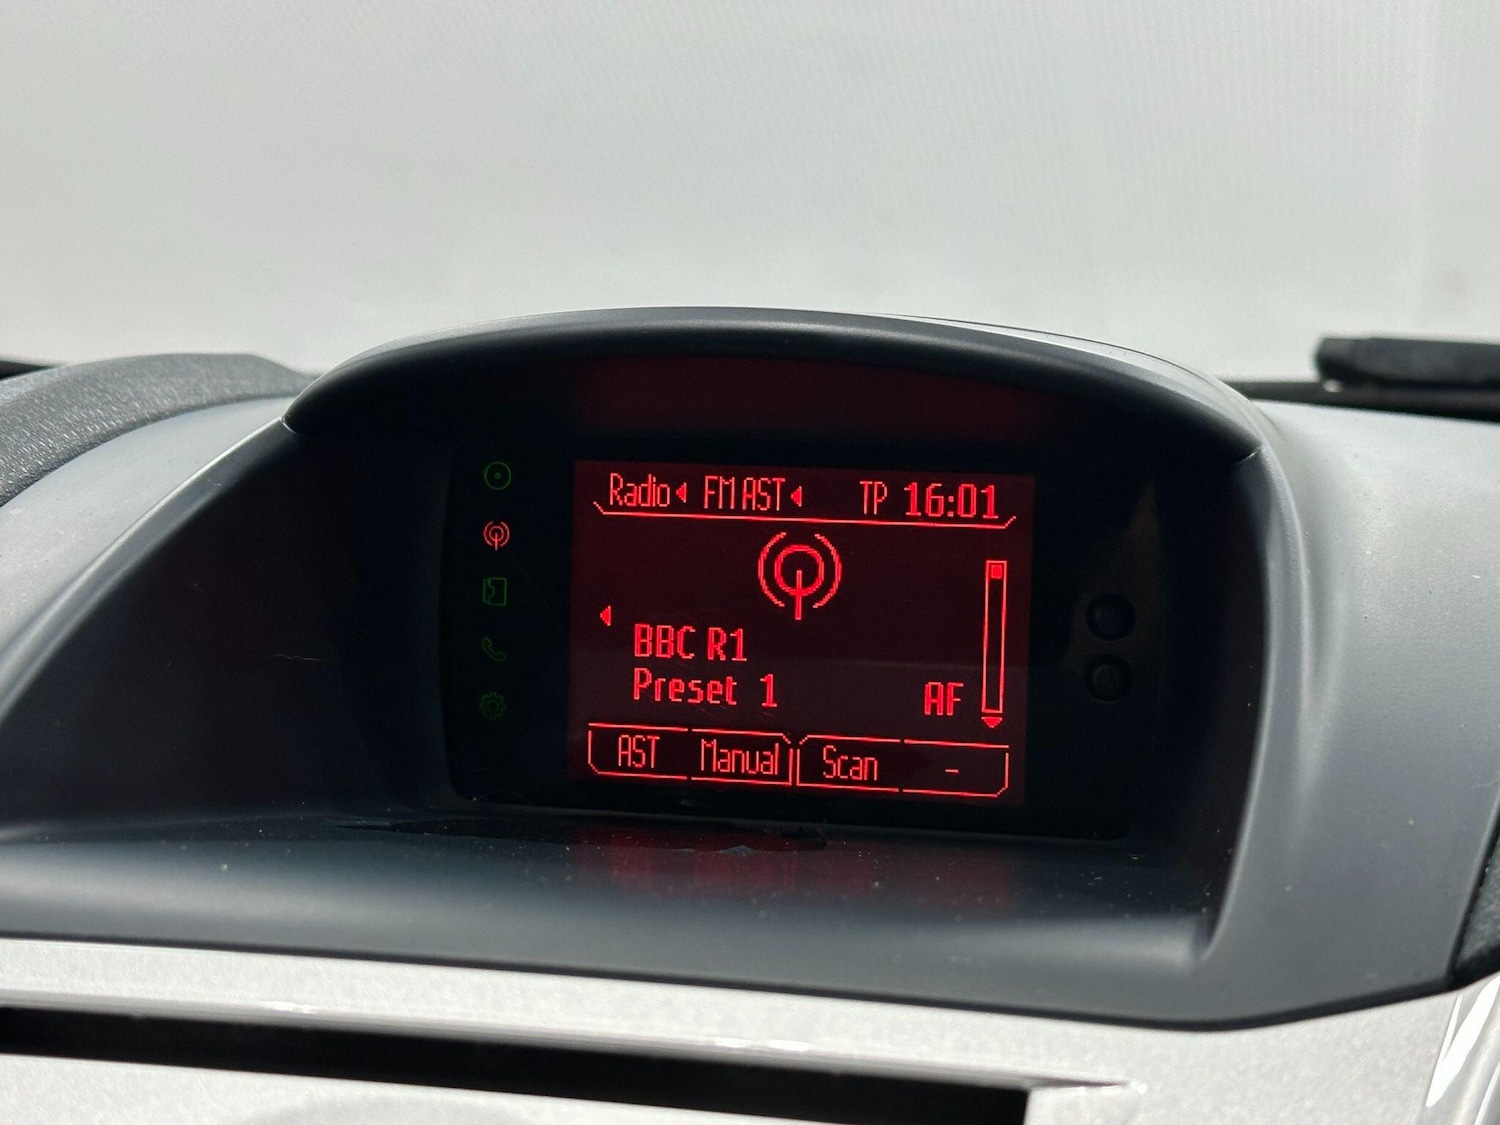 Radio FM AST TP 16:01
BBC R1
Preset 1 AF
AST Manual Scan -